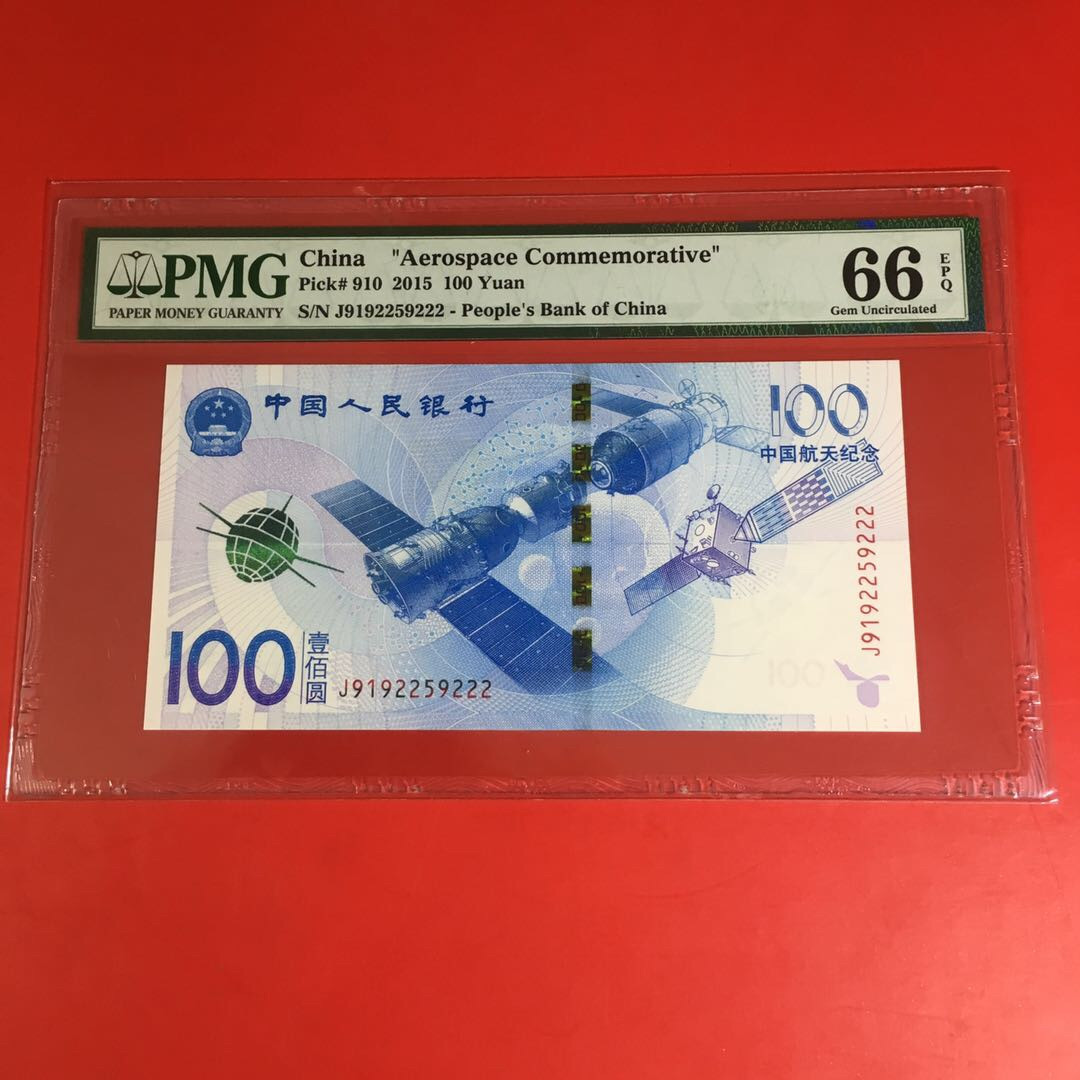 PMG
PAPER MONEY GUARANTY
China "Aerospace Commemorative"
Pick# 910 2015 100 Yuan
S/N J9192259222 - People's Bank of China
66
EPQ
Gem Uncirculated
中国人民银行
100
中国航天纪念
J9192259222
100
壹佰圆
J9192259222